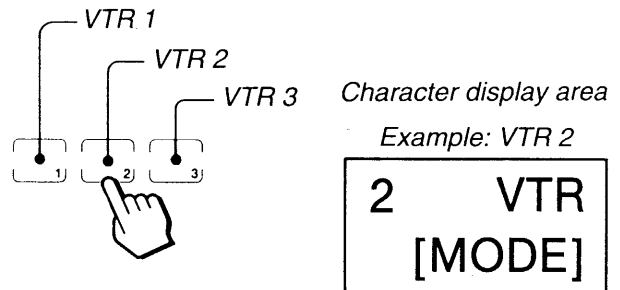 VTR 1
VTR 2
VTR 3
1 2 3
Character display area
Example: VTR 2
2 VTR
[MODE]